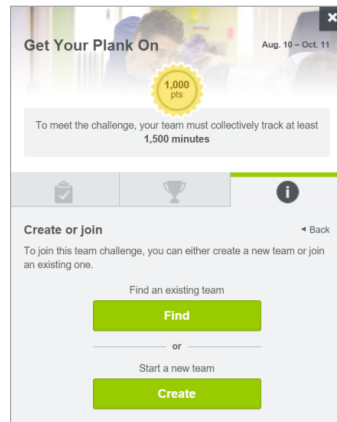 Get Your Plank On
Aug. 10 – Oct. 11
1,000
pts
To meet the challenge, your team must collectively track at least
1,500 minutes
Create or join
◄ Back
To join this team challenge, you can either create a new team or join
an existing one.
Find an existing team
Find
or
Start a new team
Create